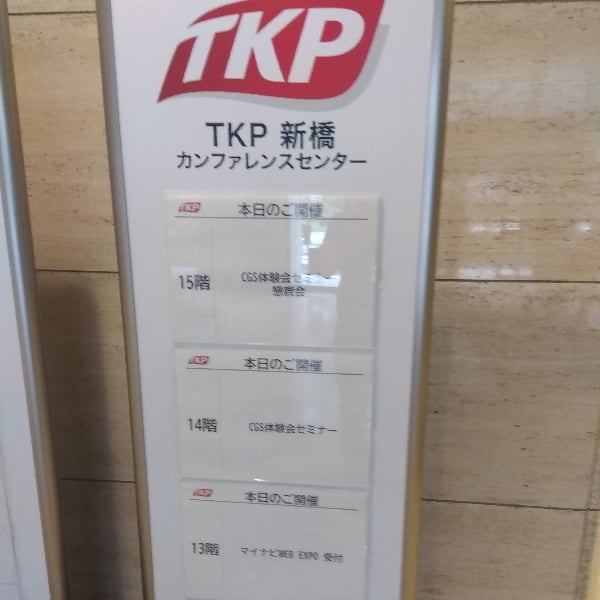 TKP
TKP 新橋
カンファレンスセンター
TKP 本日のご開催
15階 CGS体験会セミナー
懇親会
TKP 本日のご開催
14階 CGS体験会セミナー
TKP 本日のご開催
13階 マイナビWEB EXPO 受付